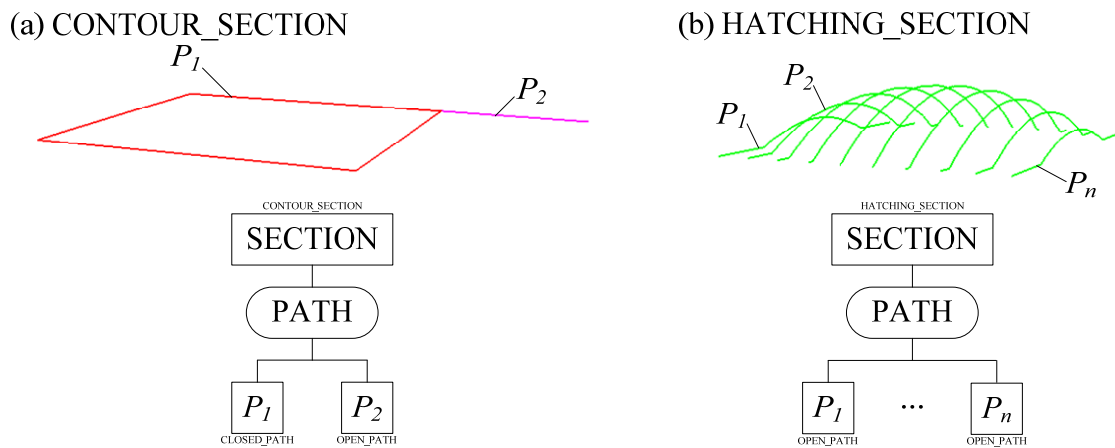 (a) CONTOUR_SECTION
P1
P2
CONTOUR_SECTION
SECTION
PATH
P1
P2
CLOSED_PATH
OPEN_PATH
(b) HATCHING_SECTION
P2
P1
Pn
HATCHING_SECTION
SECTION
PATH
P1
...
Pn
OPEN_PATH
OPEN_PATH